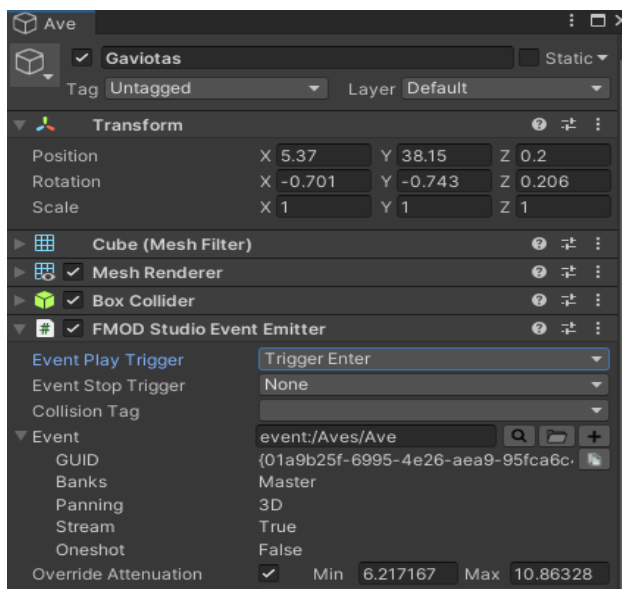 Ave
Gaviotas Static
Tag Untagged Layer Default
Transform
Position X 5.37 Y 38.15 Z 0.2
Rotation X -0.701 Y -0.743 Z 0.206
Scale X 1 Y 1 Z 1
Cube (Mesh Filter)
Mesh Renderer
Box Collider
# FMOD Studio Event Emitter
Event Play Trigger Trigger Enter
Event Stop Trigger None
Collision Tag
Event event:/Aves/Ave
GUID {01a9b25f-6995-4e26-aea9-95fca6c
Banks Master
Panning 3D
Stream True
Oneshot False
Override Attenuation Min 6.217167 Max 10.86328